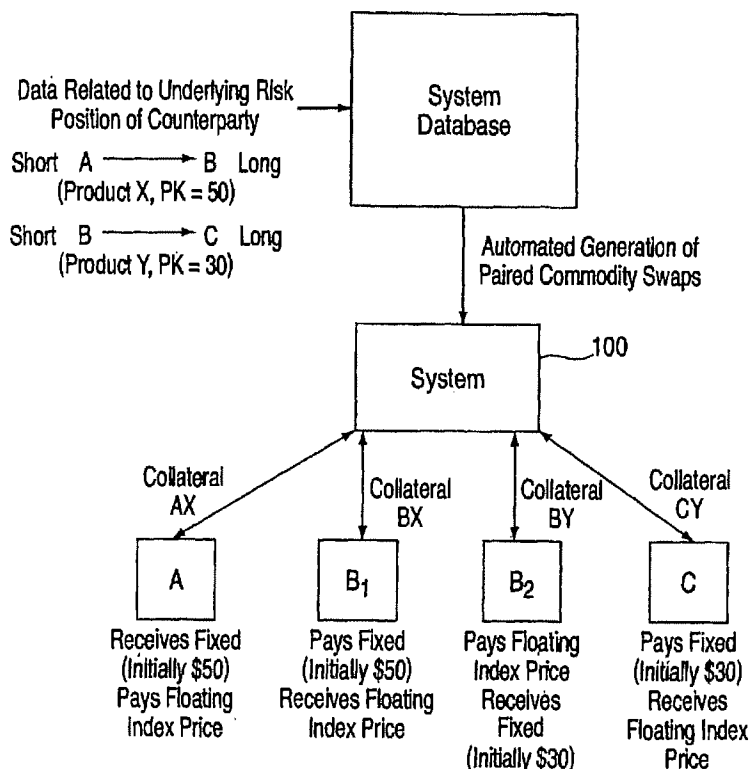 Data Related to Underlying Risk
Position of Counterparty
Short A B Long
(Product X, PK = 50)
Short B C Long
(Product Y, PK = 30)
System
Database
Automated Generation of
Paired Commodity Swaps
System
100
Collateral
AX
Collateral
BX
Collateral
BY
Collateral
CY
A
B1
B2
C
Receives Fixed
(Initially $50)
Pays Floating
Index Price
Pays Fixed
(Initially $50)
Receives Floating
Index Price
Pays Floating
Index Price
Receives
Fixed
(Initially $30)
Pays Fixed
(Initially $30)
Receives
Floating Index
Price